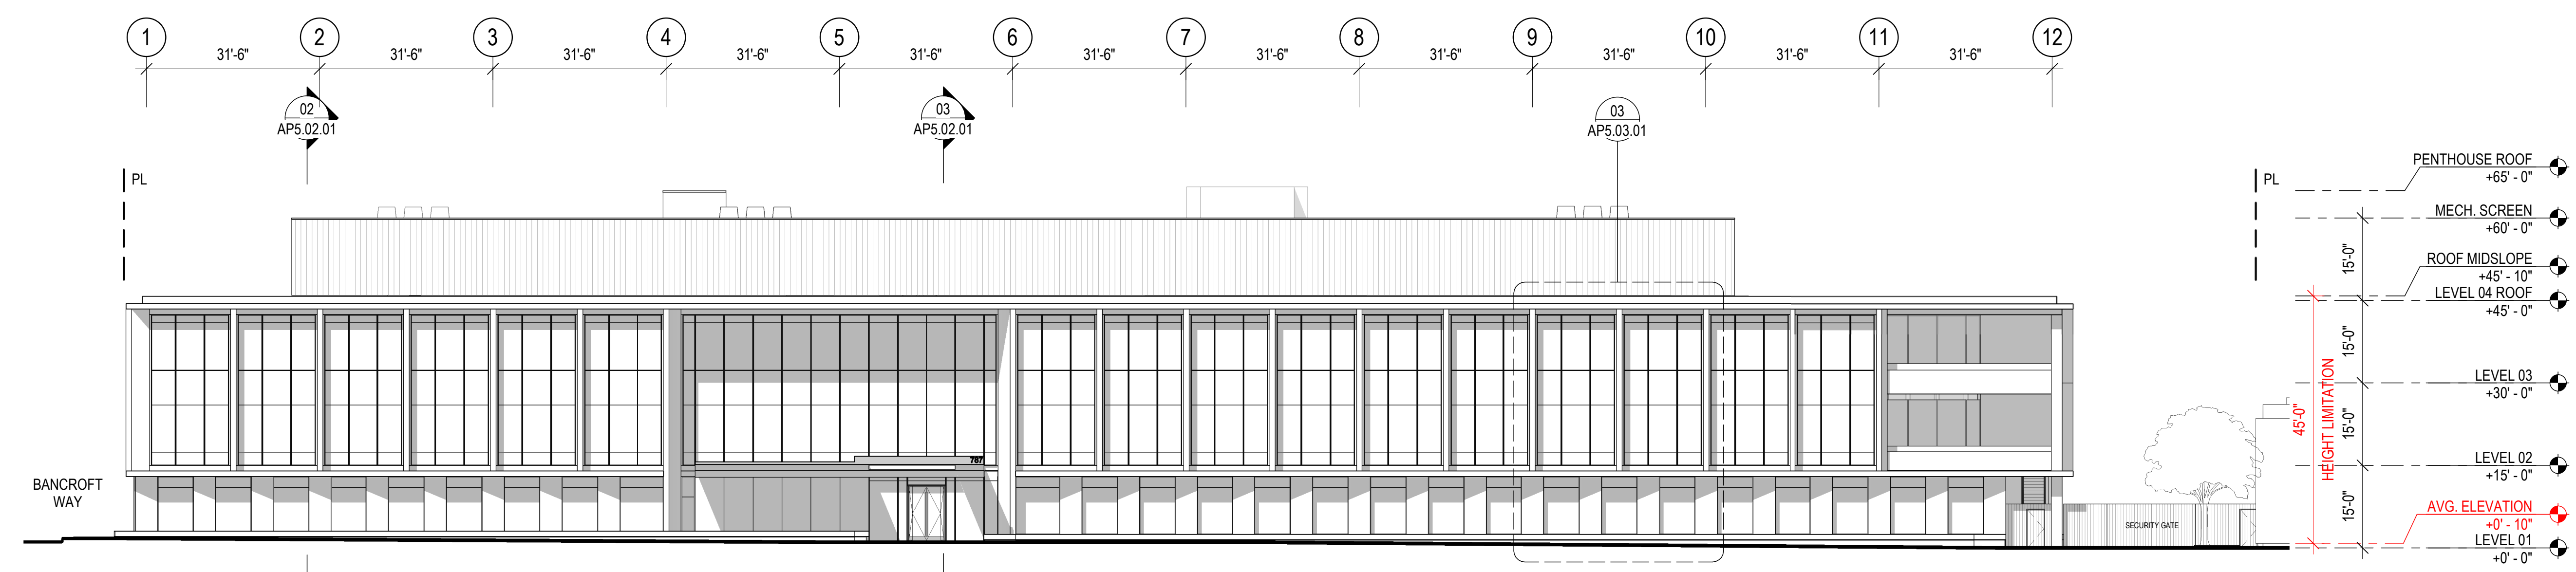 1 2 3 4 5 6 7 8 9 10 11 12
31'-6" 31'-6" 31'-6" 31'-6" 31'-6" 31'-6" 31'-6" 31'-6" 31'-6" 31'-6" 31'-6"
02
AP5.02.01
03
AP5.02.01
03
AP5.03.01
PL
PL
PENTHOUSE ROOF
+65' - 0"
MECH. SCREEN
+60' - 0"
ROOF MIDSLOPE
+45' - 10"
LEVEL 04 ROOF
+45' - 0"
LEVEL 03
+30' - 0"
LEVEL 02
+15' - 0"
AVG. ELEVATION
+0' - 10"
LEVEL 01
+0' - 0"
15'-0"
15'-0"
15'-0"
15'-0"
45'-0"
HEIGHT LIMITATION
787
BANCROFT
WAY
SECURITY GATE